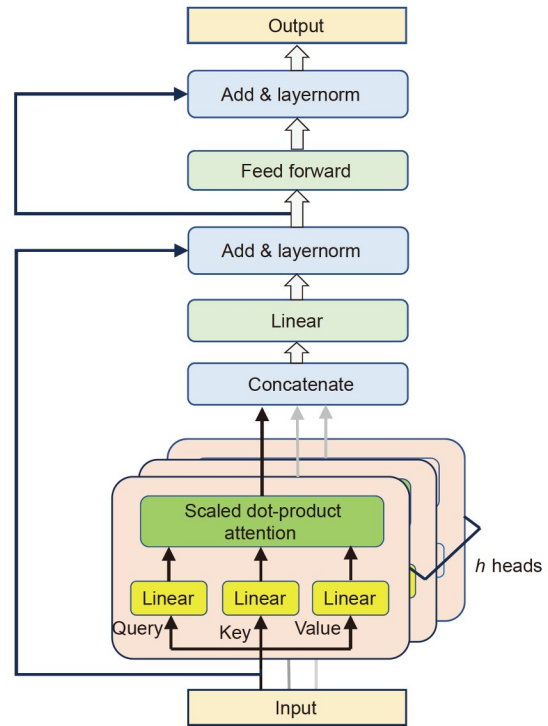 Output
Add & layernorm
Feed forward
Add & layernorm
Linear
Concatenate
Scaled dot-product
attention
h heads
Linear Linear Linear
Query Key Value
Input